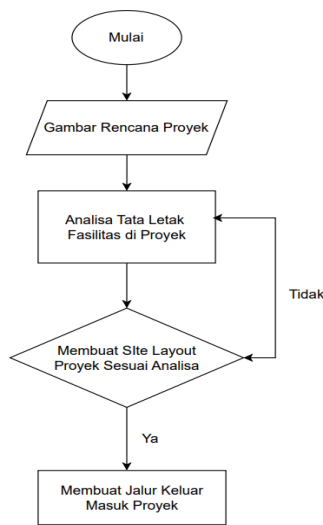 Mulai
Gambar Rencana Proyek
Analisa Tata Letak
Fasilitas di Proyek
Tidak
Membuat SIte Layout
Proyek Sesuai Analisa
Ya
Membuat Jalur Keluar
Masuk Proyek